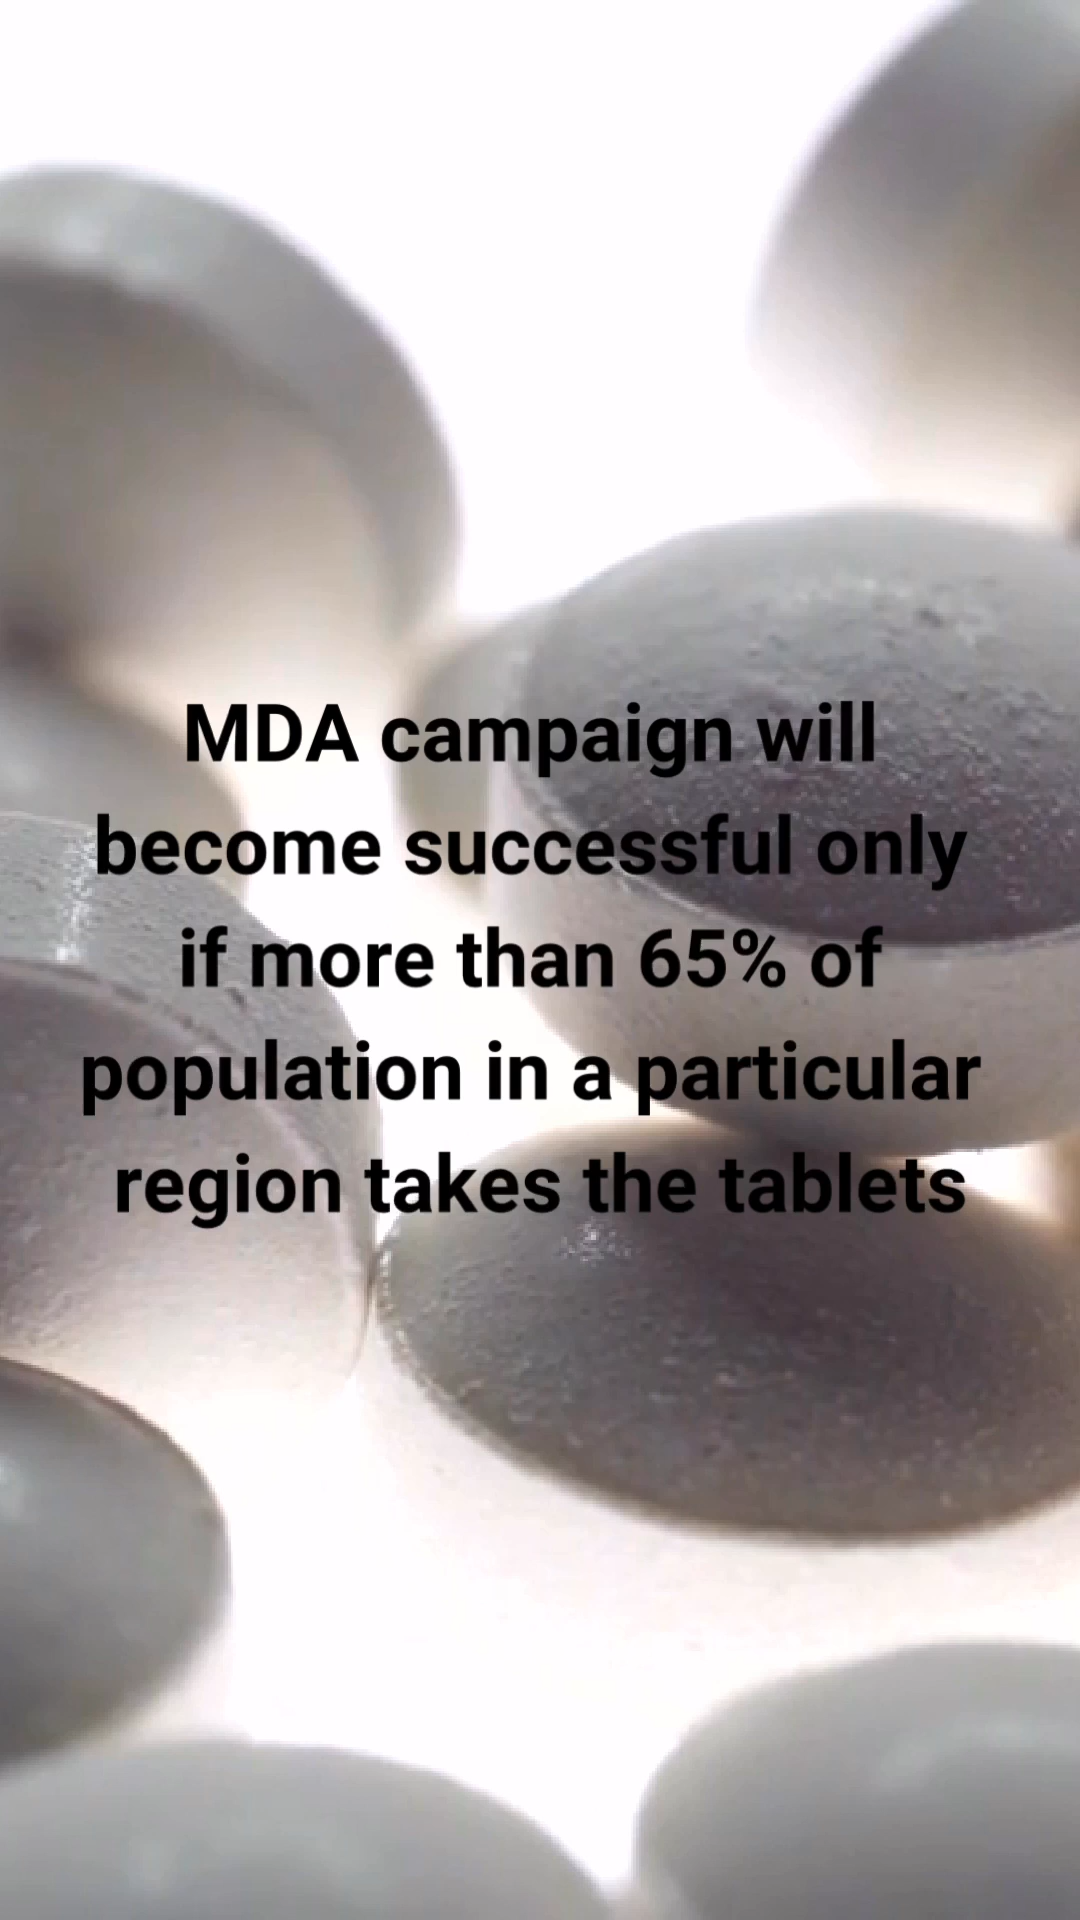 MDA campaign will
become successful only
if more than 65% of
population in a particular
region takes the tablets